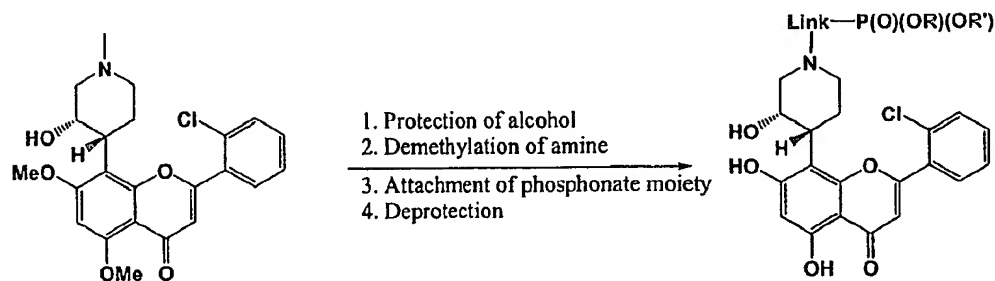 Link—P(O)(OR)(OR')
N
N
HO
Cl
H
MeO
O
OMe
O
1. Protection of alcohol
2. Demethylation of amine
3. Attachment of phosphonate moiety
4. Deprotection
HO
Cl
H
HO
O
OH
O